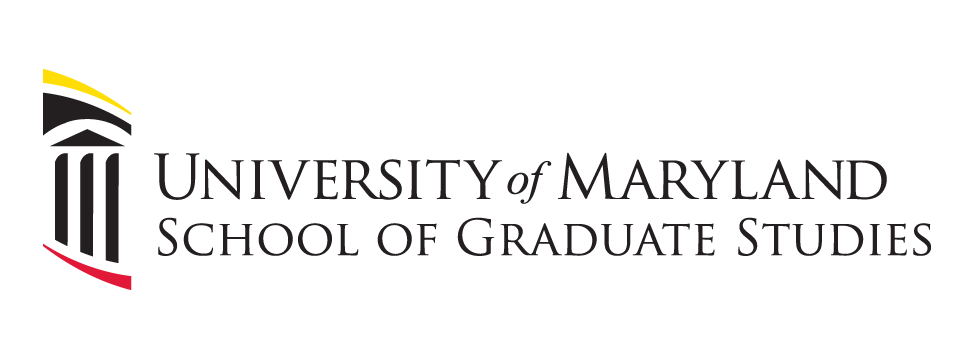 University of Maryland
School of Graduate Studies